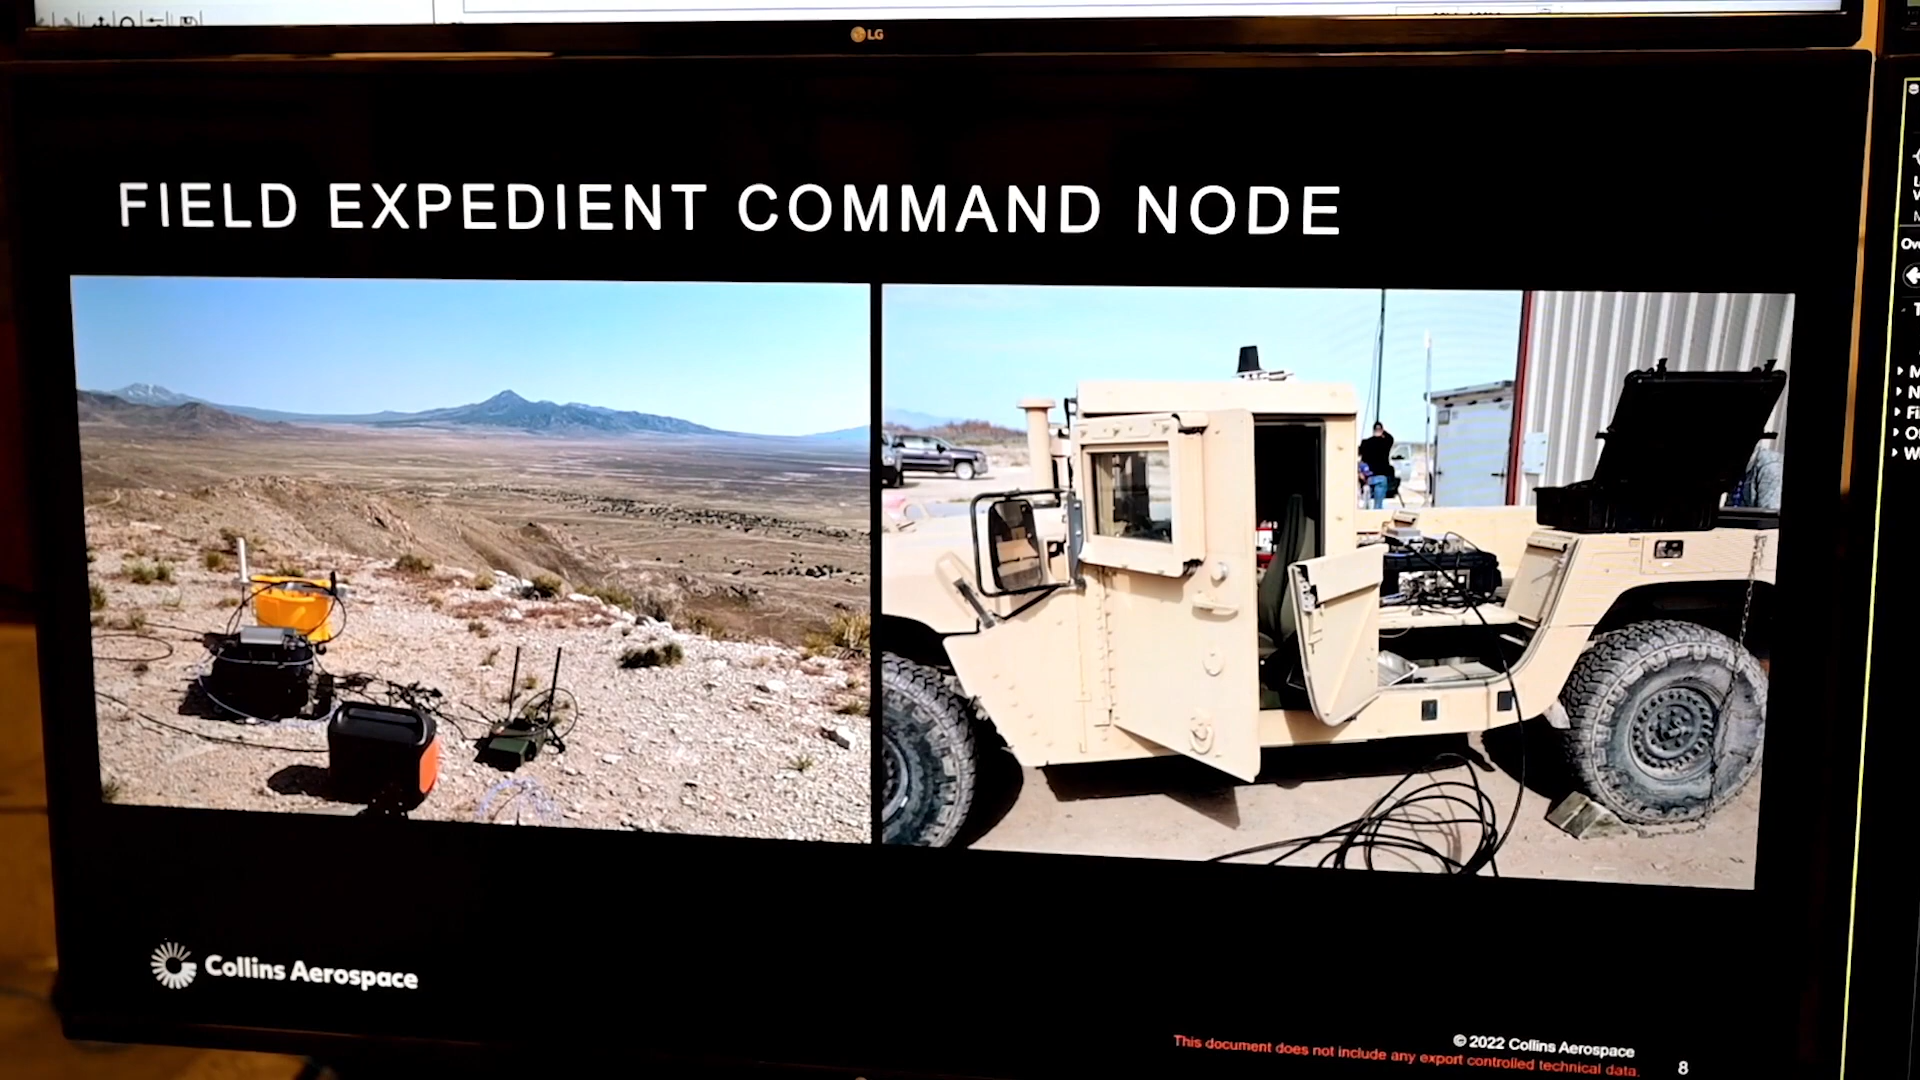 LG
FIELD EXPEDIENT COMMAND NODE
Collins Aerospace
© 2022 Collins Aerospace
This document does not include any export controlled technical data.
8